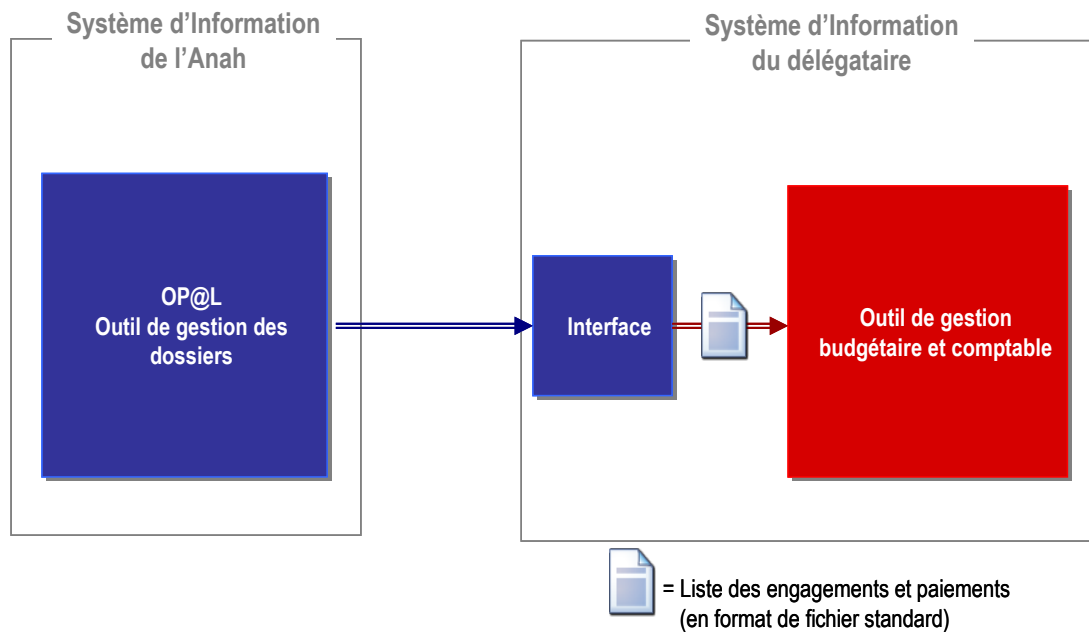 Système d’Information
de l’Anah
Système d’Information
du délégataire
OP@L
Outil de gestion des
dossiers
Interface
Outil de gestion
budgétaire et comptable
= Liste des engagements et paiements
(en format de fichier standard)